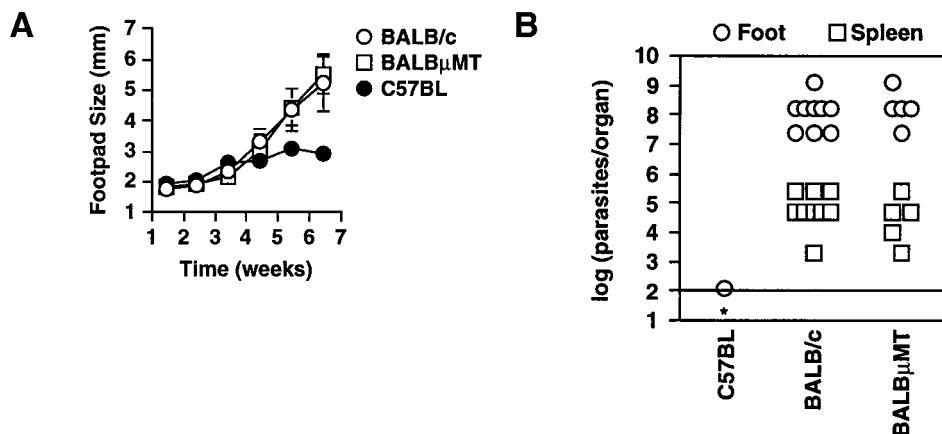 A
Footpad Size (mm)
7
6
5
4
3
2
1
1 2 3 4 5 6 7
Time (weeks)
BALB/c
BALBµMT
C57BL
B
Foot Spleen
log (parasites/organ)
10
9
8
7
6
5
4
3
2
1
*
C57BL
BALB/c
BALBµMT